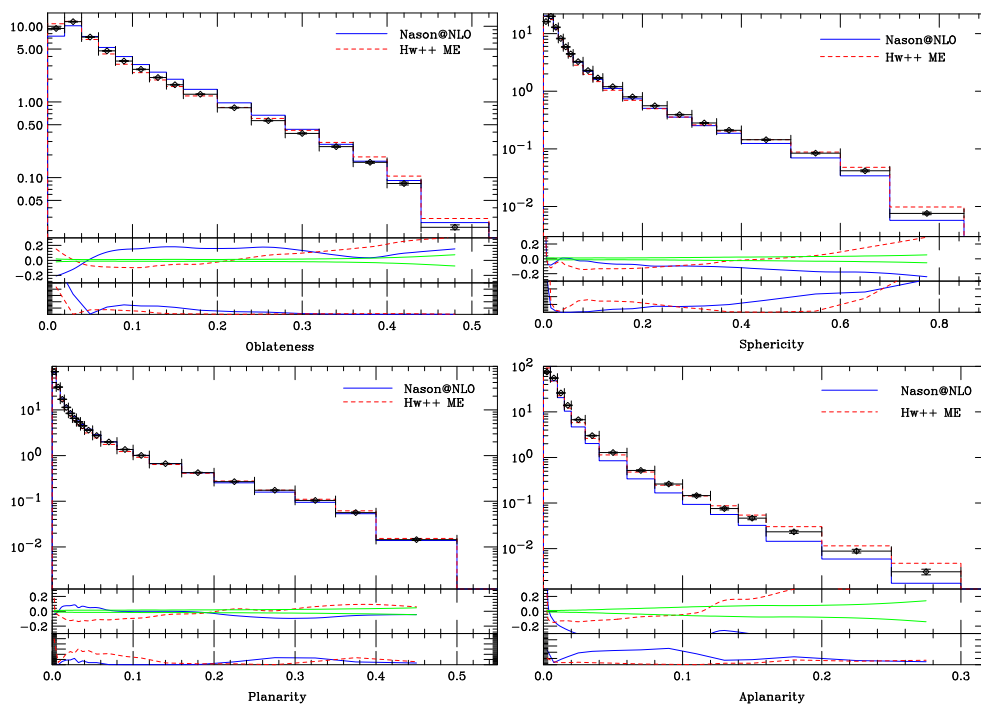 10.00
5.00
1.00
0.50
0.10
0.05
Nason@NLO
Hw++ ME
0.2
0.0
−0.2
0.0 0.1 0.2 0.3 0.4 0.5
Oblateness
10^1
10^0
10^−1
10^−2
Nason@NLO
Hw++ ME
0.2
0.0
−0.2
0.0 0.2 0.4 0.6 0.8
Sphericity
10^1
10^0
10^−1
10^−2
Nason@NLO
Hw++ ME
0.2
0.0
−0.2
0.0 0.1 0.2 0.3 0.4 0.5
Planarity
10^2
10^1
10^0
10^−1
10^−2
Nason@NLO
Hw++ ME
0.2
0.0
−0.2
0.0 0.1 0.2 0.3
Aplanarity